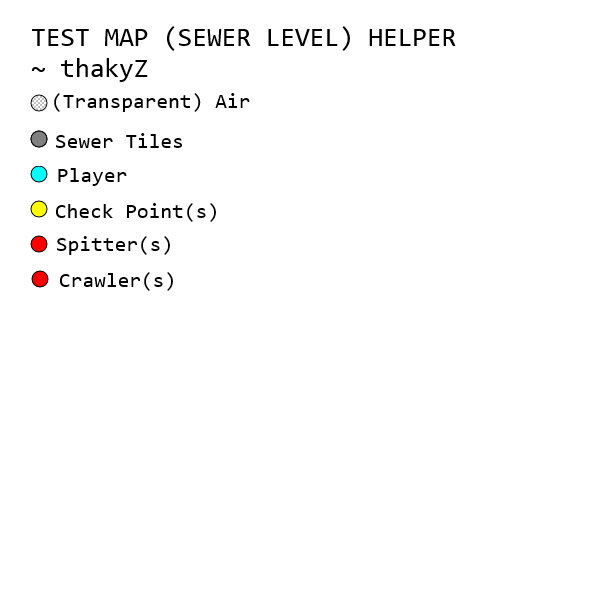 TEST MAP (SEWER LEVEL) HELPER
~ thakyZ
(Transparent) Air
Sewer Tiles
Player
Check Point(s)
Spitter(s)
Crawler(s)